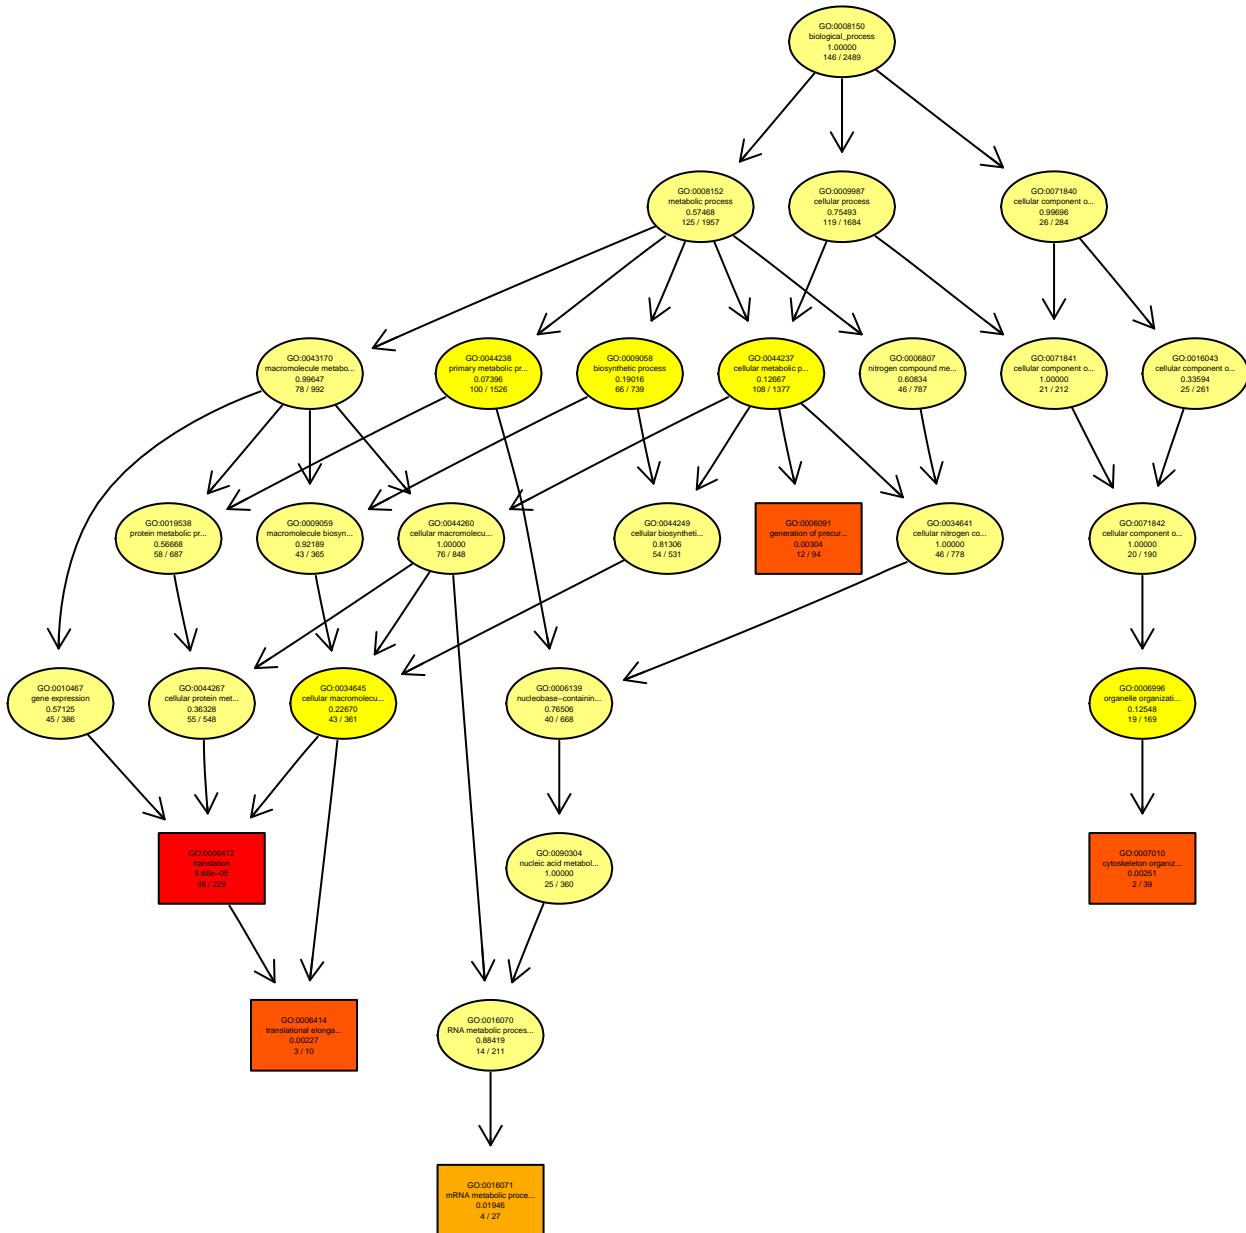 GO:0008150
biological_process
1.00000
146 / 2489
GO:0008152
metabolic process
0.57468
125 / 1957
GO:0009987
cellular process
0.75493
119 / 1684
GO:0071840
cellular component o...
0.99696
26 / 284
GO:0043170
macromolecule metabo...
0.99647
78 / 992
GO:0044238
primary metabolic pr...
0.07396
100 / 1526
GO:0009058
biosynthetic process
0.19016
66 / 739
GO:0044237
cellular metabolic p...
0.12667
108 / 1377
GO:0006807
nitrogen compound me...
0.60834
46 / 787
GO:0071841
cellular component o...
1.00000
21 / 212
GO:0016043
cellular component o...
0.33594
25 / 261
GO:0019538
protein metabolic pr...
0.56668
58 / 687
GO:0009059
macromolecule biosyn...
0.92189
43 / 365
GO:0044260
cellular macromolecu...
1.00000
76 / 848
GO:0044249
cellular biosyntheti...
0.81306
54 / 531
GO:0006091
generation of precur...
0.00304
12 / 94
GO:0034641
cellular nitrogen co...
1.00000
46 / 778
GO:0071842
cellular component o...
1.00000
20 / 190
GO:0010467
gene expression
0.57125
45 / 386
GO:0044267
cellular protein met...
0.36328
55 / 548
GO:0034645
cellular macromolecu...
0.22670
43 / 361
GO:0006139
nucleobase−containin...
0.76506
40 / 668
GO:0006996
organelle organizati...
0.12548
19 / 169
GO:0006412
translation
9.66e−05
38 / 229
GO:0090304
nucleic acid metabol...
1.00000
25 / 360
GO:0007010
cytoskeleton organiz...
0.00251
2 / 39
GO:0006414
translational elonga...
0.00227
3 / 10
GO:0016070
RNA metabolic proces...
0.88419
14 / 211
GO:0016071
mRNA metabolic proce...
0.01946
4 / 27